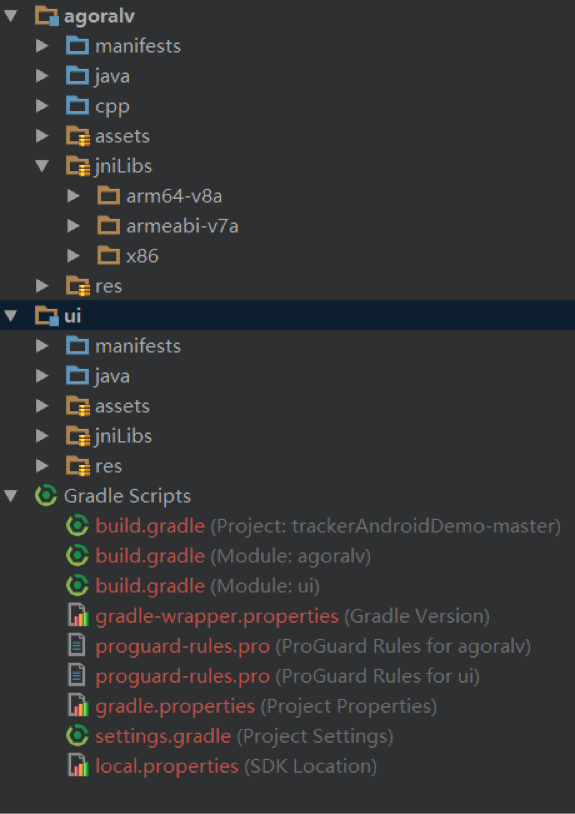 agoralv
manifests
java
cpp
assets
jniLibs
arm64-v8a
armeabi-v7a
x86
res
ui
manifests
java
assets
jniLibs
res
Gradle Scripts
build.gradle (Project: trackerAndroidDemo-master)
build.gradle (Module: agoralv)
build.gradle (Module: ui)
gradle-wrapper.properties (Gradle Version)
proguard-rules.pro (ProGuard Rules for agoralv)
proguard-rules.pro (ProGuard Rules for ui)
gradle.properties (Project Properties)
settings.gradle (Project Settings)
local.properties (SDK Location)